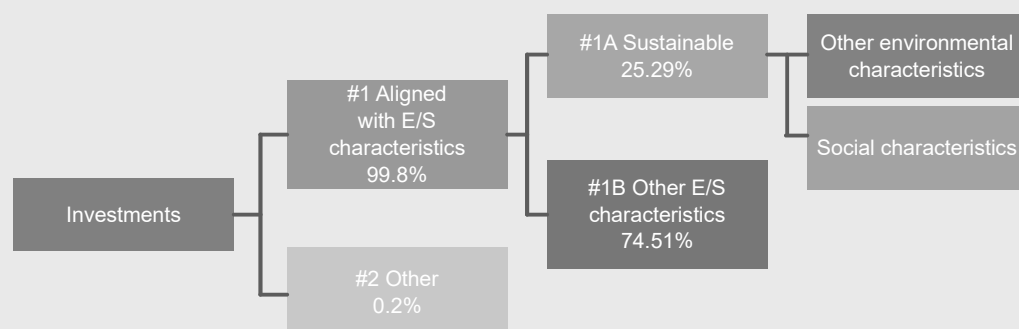 Investments
#1 Aligned
with E/S
characteristics
99.8%
#2 Other
0.2%
#1A Sustainable
25.29%
#1B Other E/S
characteristics
74.51%
Other environmental
characteristics
Social characteristics